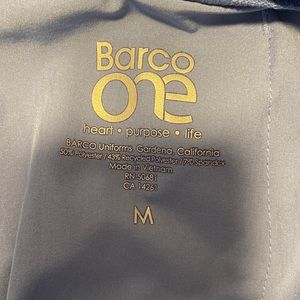 Barco
one
heart • purpose • life
BARCO Uniforms, Gardena, California
50% Polyester / 43% Recycled Polyester / 7% Spandex
Made in Vietnam
RN 50681
CA 14261
M